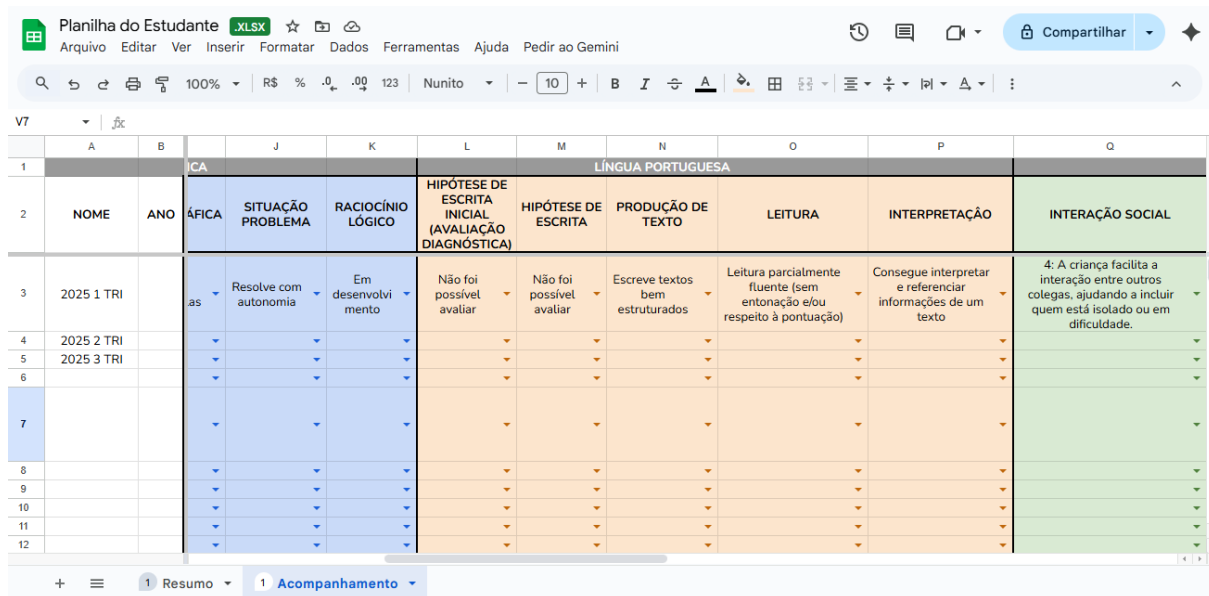 Planilha do Estudante .XLSX
Arquivo Editar Ver Inserir Formatar Dados Ferramentas Ajuda Pedir ao Gemini
Compartilhar
100% R$ % .0 .00 123 Nunito 10 B I A A
V7 fx
A B J K L M N O P Q
1 ICA LÍNGUA PORTUGUESA
2
NOME
ANO
ÁFICA
SITUAÇÃO
PROBLEMA
RACIOCÍNIO
LÓGICO
HIPÓTESE DE
ESCRITA
INICIAL
(AVALIAÇÃO
DIAGNÓSTICA)
HIPÓTESE DE
ESCRITA
PRODUÇÃO DE
TEXTO
LEITURA
INTERPRETAÇÂO
INTERAÇÃO SOCIAL
3
2025 1 TRI
las
Resolve com
autonomia
Em
desenvolvi
mento
Não foi
possível
avaliar
Não foi
possível
avaliar
Escreve textos
bem
estruturados
Leitura parcialmente
fluente (sem
entonação e/ou
respeito à pontuação)
Consegue interpretar
e referenciar
informações de um
texto
4: A criança facilita a
interação entre outros
colegas, ajudando a incluir
quem está isolado ou em
dificuldade.
4 2025 2 TRI
5 2025 3 TRI
6
7
8
9
10
11
12
1 Resumo 1 Acompanhamento